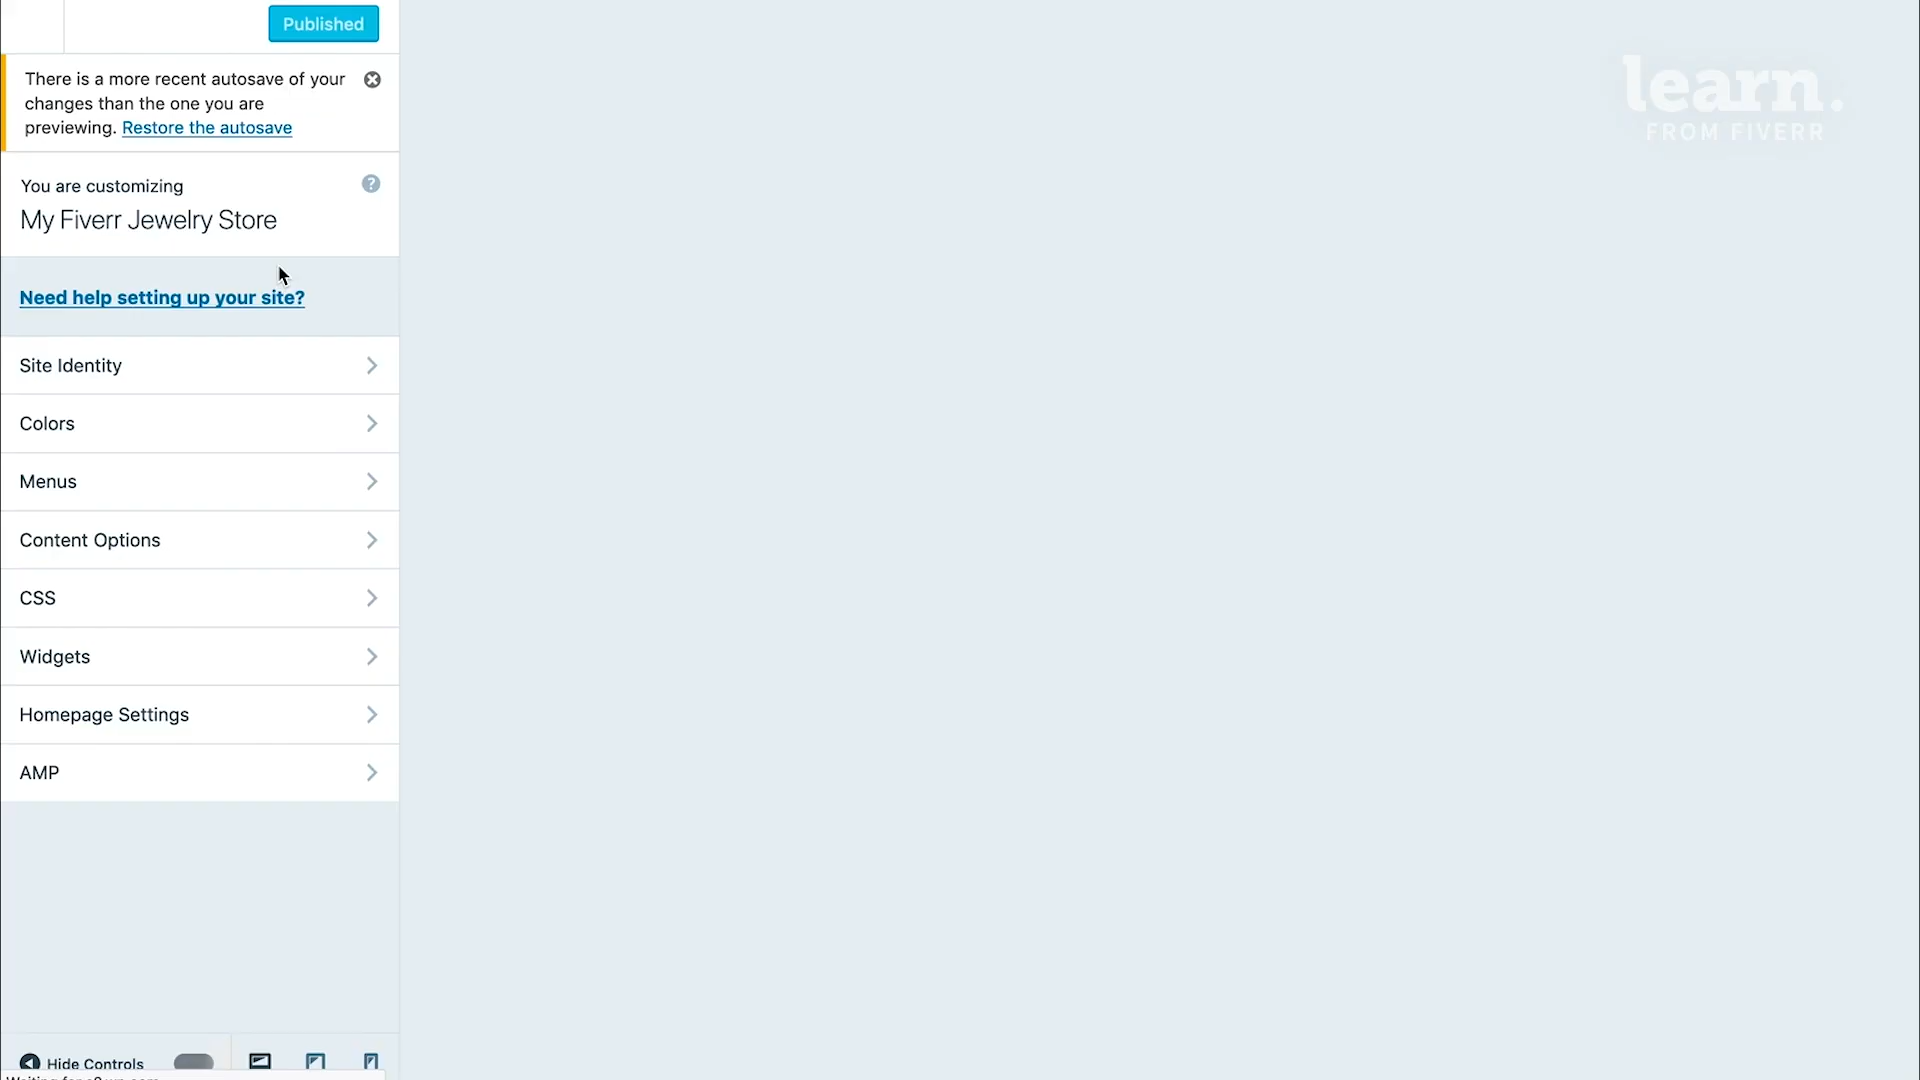 Published
There is a more recent autosave of your
changes than the one you are
previewing. Restore the autosave
You are customizing
?
My Fiverr Jewelry Store
Need help setting up your site?
Site Identity
Colors
Menus
Content Options
CSS
Widgets
Homepage Settings
AMP
Hide Controls
learn.
FROM FIVERR